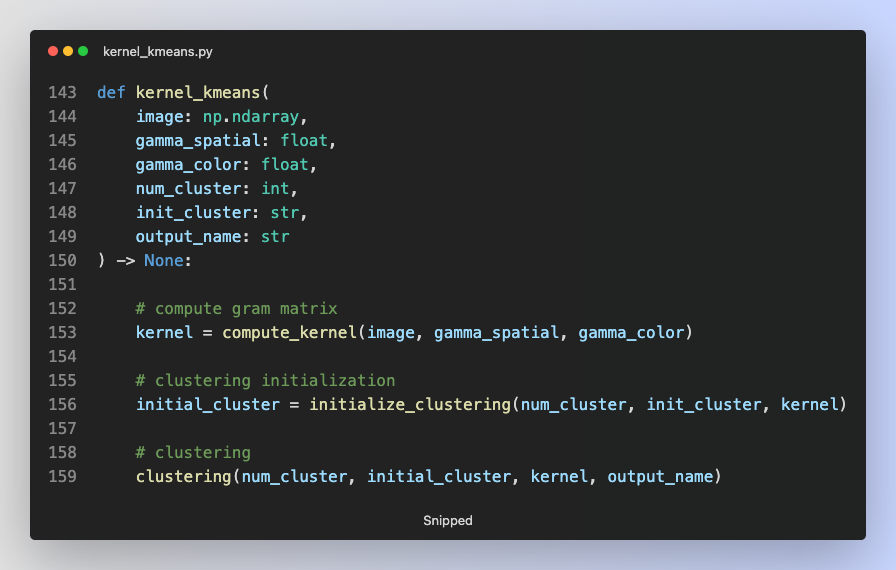 kernel_kmeans.py
143 def kernel_kmeans(
144     image: np.ndarray,
145     gamma_spatial: float,
146     gamma_color: float,
147     num_cluster: int,
148     init_cluster: str,
149     output_name: str
150 ) -> None:
151
152     # compute gram matrix
153     kernel = compute_kernel(image, gamma_spatial, gamma_color)
154
155     # clustering initialization
156     initial_cluster = initialize_clustering(num_cluster, init_cluster, kernel)
157
158     # clustering
159     clustering(num_cluster, initial_cluster, kernel, output_name)
Snipped